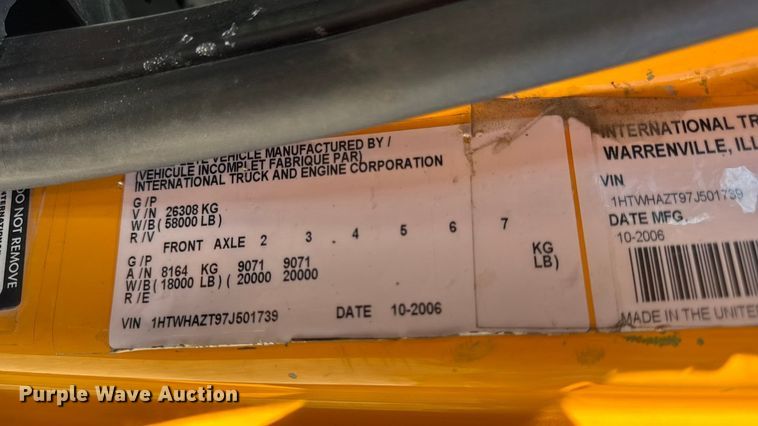 DO NOT REMOVE
VEHICLE MANUFACTURED BY /
(VEHICULE INCOMPLET FABRIQUE PAR)
INTERNATIONAL TRUCK AND ENGINE CORPORATION
G / P
V / N 26308 KG
W/B ( 58000 LB)
R / V
FRONT AXLE 2 3 4 5 6 7
G / P
A / N 8164 KG 9071 9071 KG
W/B ( 18000 LB) ( 20000 20000 LB)
R / E
VIN 1HTWHAZT97J501739 DATE 10-2006
INTERNATIONAL TR
WARRENVILLE, ILL
VIN
1HTWHAZT97J501739
DATE MFG.
10-2006
MADE IN THE UNITED
Purple Wave Auction